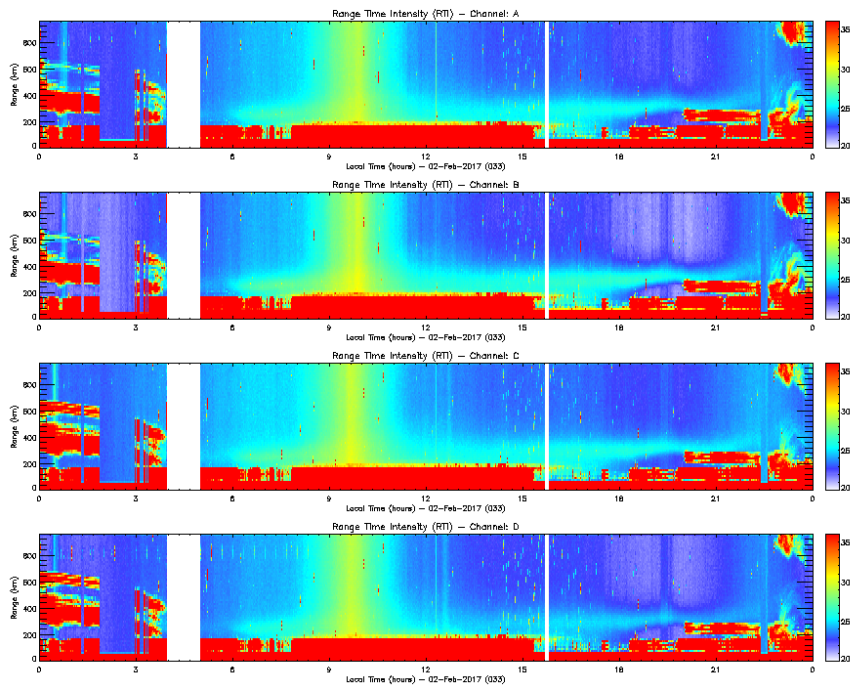 Range Time Intensity (RTI) — Channel: A
35
30
25
20
800
600
400
200
0
Range (km)
0 3 6 9 12 15 18 21 0
Local Time (hours) — 02-Feb-2017 (033)
Range Time Intensity (RTI) — Channel: B
35
30
25
20
800
600
400
200
0
Range (km)
0 3 6 9 12 15 18 21 0
Local Time (hours) — 02-Feb-2017 (033)
Range Time Intensity (RTI) — Channel: C
35
30
25
20
800
600
400
200
0
Range (km)
0 3 6 9 12 15 18 21 0
Local Time (hours) — 02-Feb-2017 (033)
Range Time Intensity (RTI) — Channel: D
35
30
25
20
800
600
400
200
0
Range (km)
0 3 6 9 12 15 18 21 0
Local Time (hours) — 02-Feb-2017 (033)